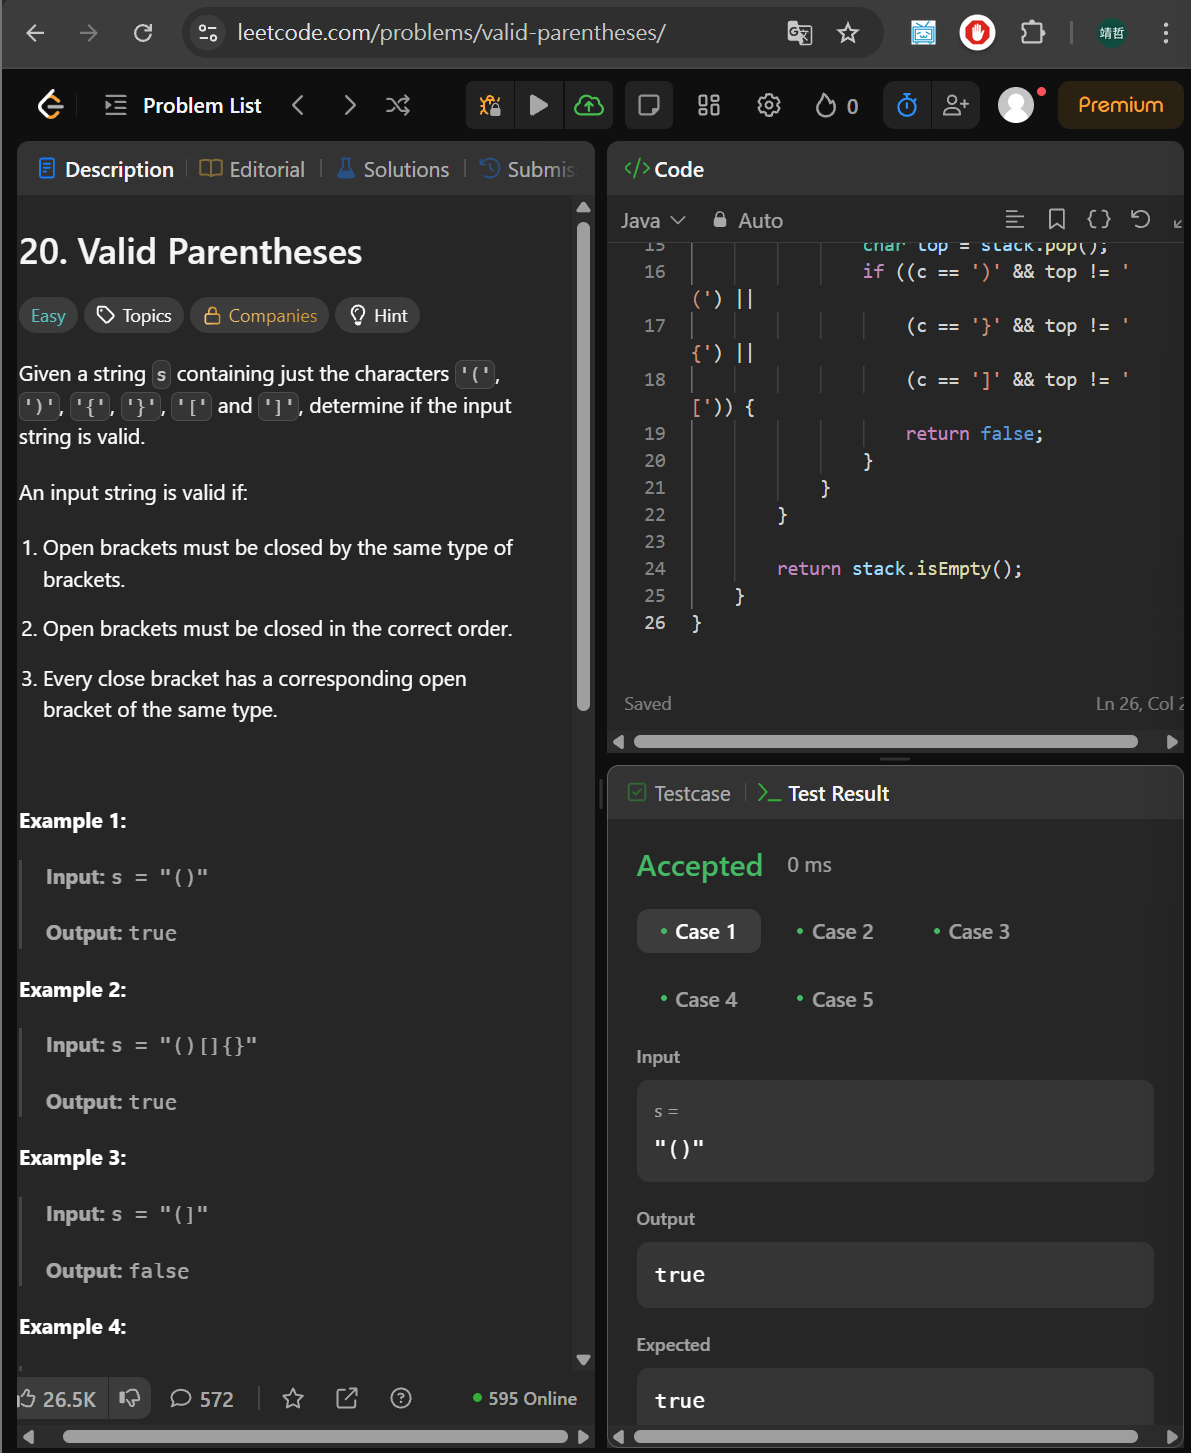 leetcode.com/problems/valid-parentheses/
靖哲
Problem List
0
Premium
Description
Editorial
Solutions
Submis
20. Valid Parentheses
Easy
Topics
Companies
Hint
Given a string s containing just the characters '(',
')', '{', '}', '[' and ']', determine if the input
string is valid.
An input string is valid if:
1. Open brackets must be closed by the same type of
brackets.
2. Open brackets must be closed in the correct order.
3. Every close bracket has a corresponding open
bracket of the same type.
Example 1:
Input: s = "()"
Output: true
Example 2:
Input: s = "()[]{}"
Output: true
Example 3:
Input: s = "(]"
Output: false
Example 4:
26.5K
572
595 Online
</>Code
Java
Auto
15 char top = stack.pop();
16 if ((c == ')' && top != '
(') ||
17 (c == '}' && top != '
{') ||
18 (c == ']' && top != '
[')) {
19 return false;
20 }
21 }
22 }
23
24 return stack.isEmpty();
25 }
26 }
Saved
Ln 26, Col 2
Testcase
Test Result
Accepted 0 ms
Case 1
Case 2
Case 3
Case 4
Case 5
Input
s =
"()"
Output
true
Expected
true